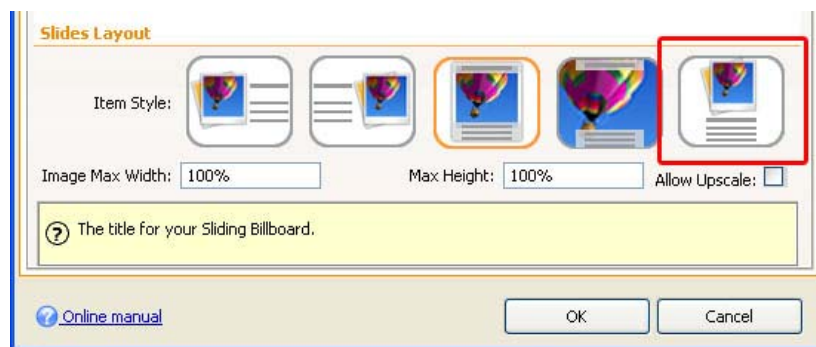 Slides Layout
Item Style:
Image Max Width: 100% Max Height: 100% Allow Upscale:
The title for your Sliding Billboard.
Online manual OK Cancel